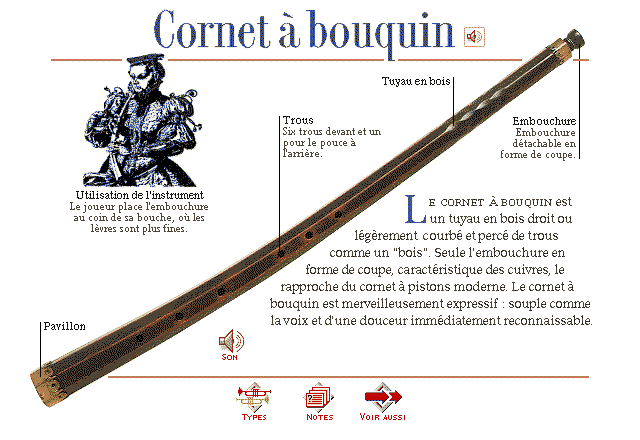 Cornet à bouquin
Tuyau en bois
Trous
Six trous devant et un
pour le pouce à
l'arrière.
Embouchure
Embouchure
détachable en
forme de coupe.
Utilisation de l'instrument
Le joueur place l'embouchure
au coin de sa bouche, où les
lèvres sont plus fines.
LE CORNET À BOUQUIN est
un tuyau en bois droit ou
légèrement courbé et percé de trous
comme un "bois". Seule l'embouchure en
forme de coupe, caractéristique des cuivres, le
rapproche du cornet à pistons moderne. Le cornet à
bouquin est merveilleusement expressif : souple comme
la voix et d'une douceur immédiatement reconnaissable.
Pavillon
SON
TYPES
NOTES
VOIR AUSSI